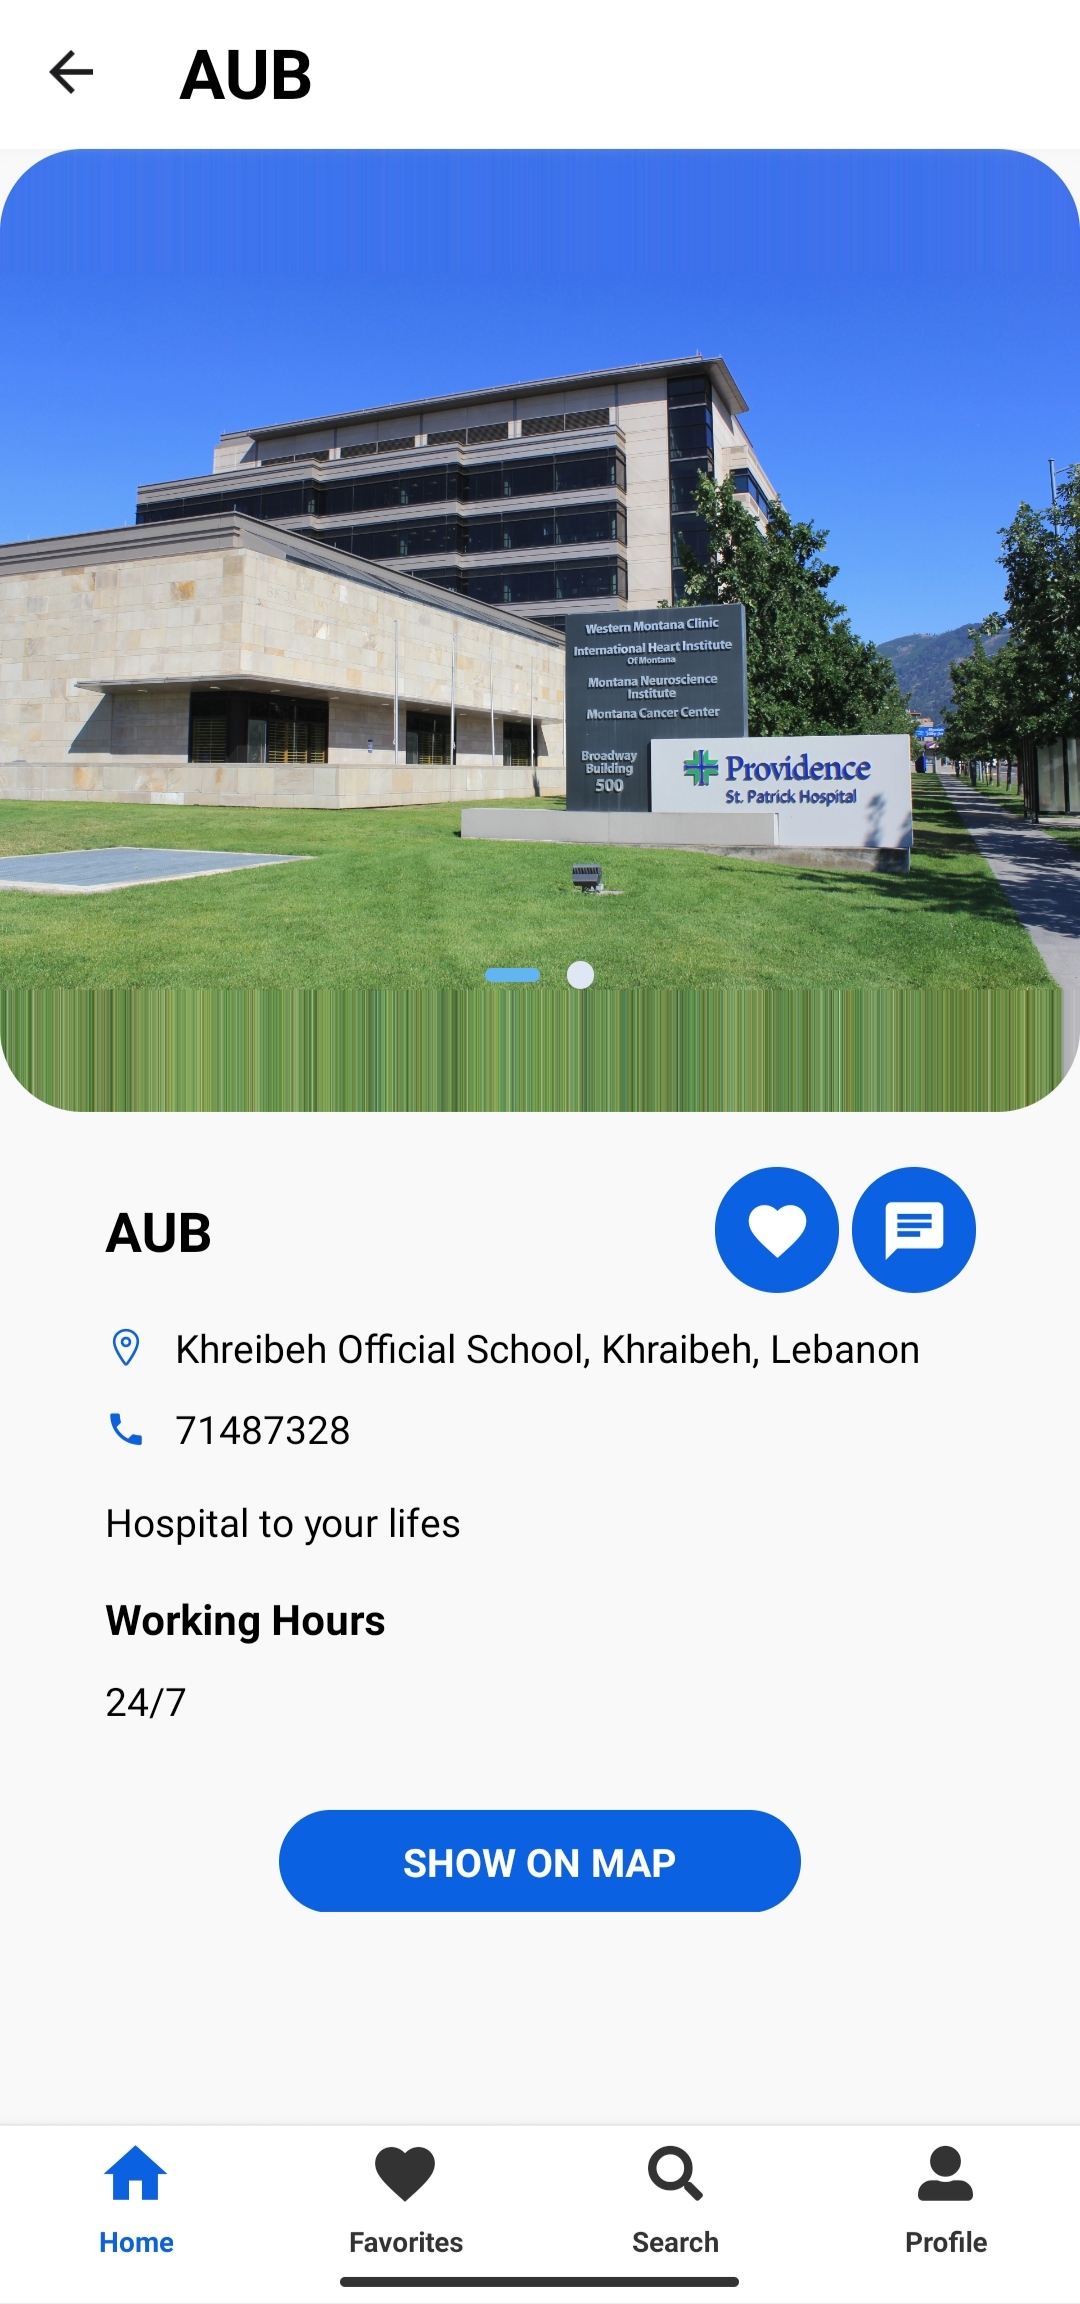 AUB
Western Montana Clinic
International Heart Institute
Of Montana
Montana Neuroscience
Institute
Montana Cancer Center
Broadway
Building
500
Providence
St. Patrick Hospital
AUB
Khreibeh Official School, Khraibeh, Lebanon
71487328
Hospital to your lifes
Working Hours
24/7
SHOW ON MAP
Home
Favorites
Search
Profile